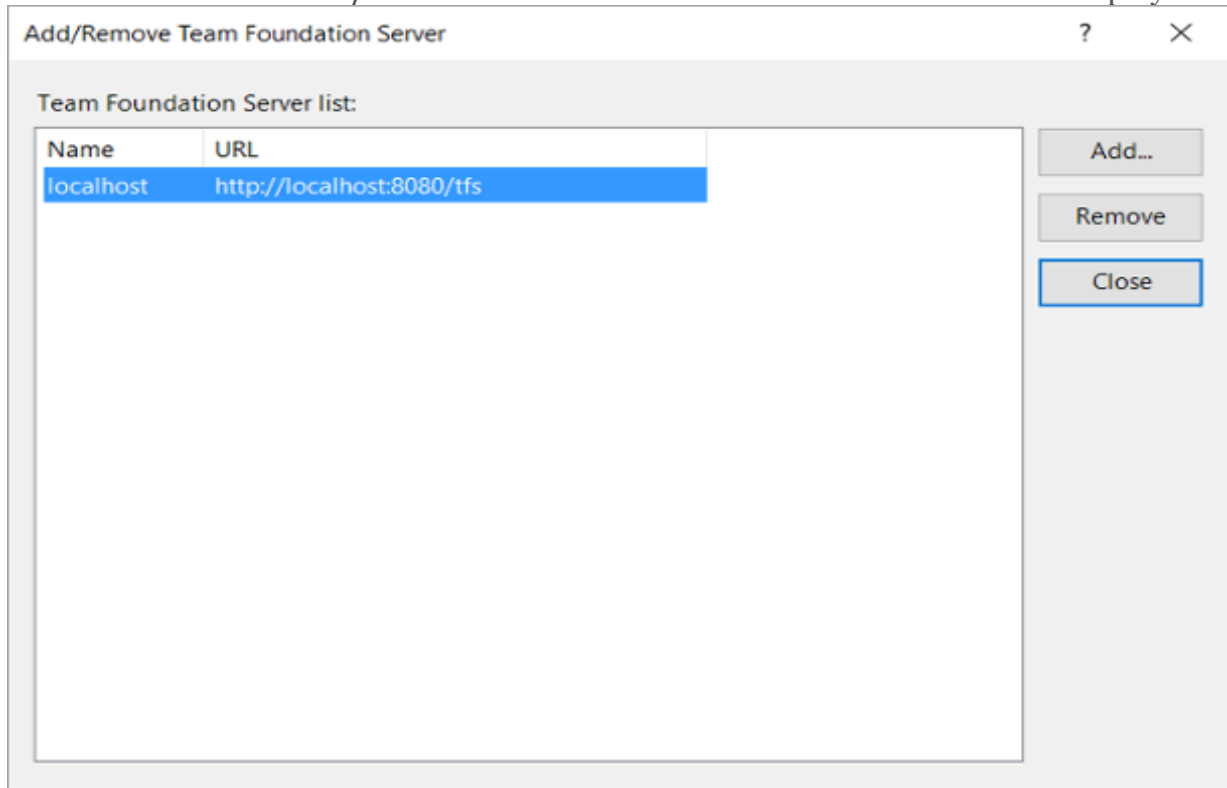 Add/Remove Team Foundation Server ?
Team Foundation Server list:
Name URL
localhost http://localhost:8080/tfs
Add...
Remove
Close